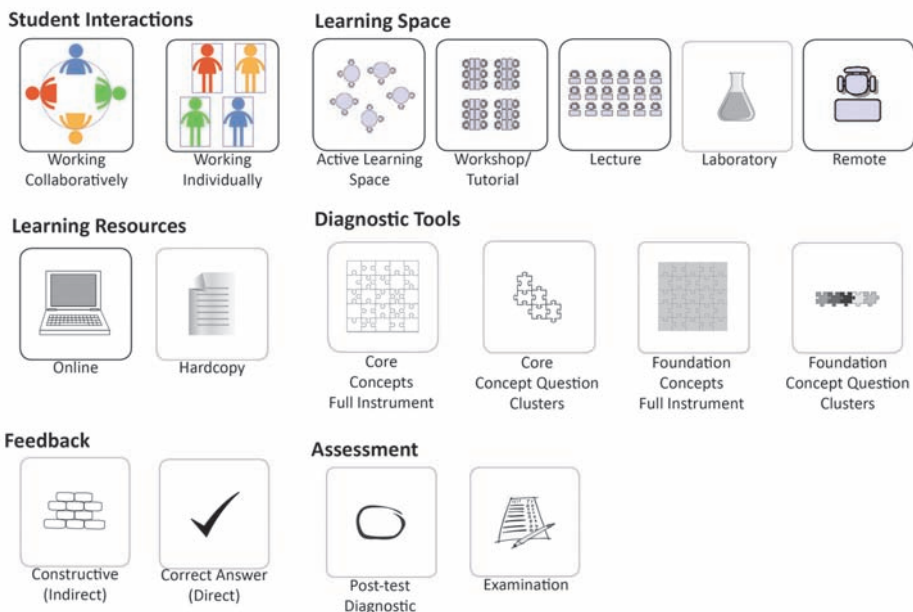 Student Interactions
Learning Space
Working
Collaboratively
Working
Individually
Active Learning
Space
Workshop/
Tutorial
Lecture
Laboratory
Remote
Learning Resources
Diagnostic Tools
Online
Hardcopy
Core
Concepts
Full Instrument
Core
Concept Question
Clusters
Foundation
Concepts
Full Instrument
Foundation
Concept Question
Clusters
Feedback
Assessment
Constructive
(Indirect)
Correct Answer
(Direct)
Post-test
Diagnostic
Examination